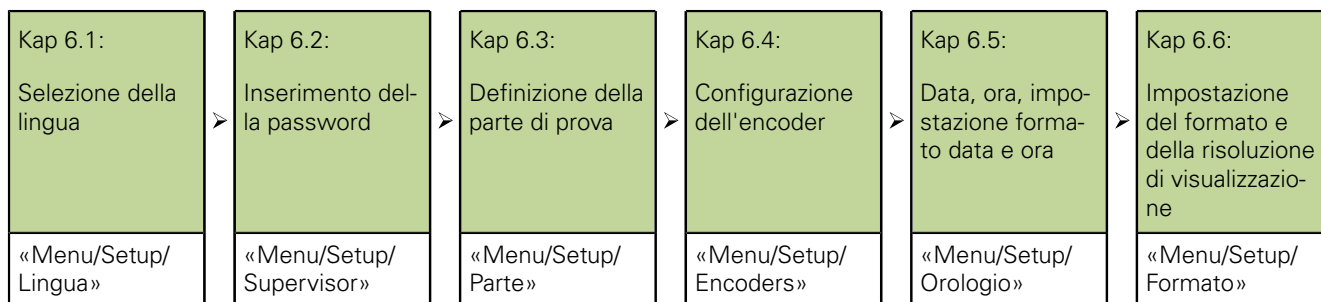 Kap 6.1:
Selezione della
lingua
«Menu/Setup/
Lingua»
Kap 6.2:
Inserimento del-
la password
«Menu/Setup/
Supervisor»
Kap 6.3:
Definizione della
parte di prova
«Menu/Setup/
Parte»
Kap 6.4:
Configurazione
dell'encoder
«Menu/Setup/
Encoders»
Kap 6.5:
Data, ora, impo-
stazione forma-
to data e ora
«Menu/Setup/
Orologio»
Kap 6.6:
Impostazione
del formato e
della risoluzione
di visualizzazio-
ne
«Menu/Setup/
Formato»